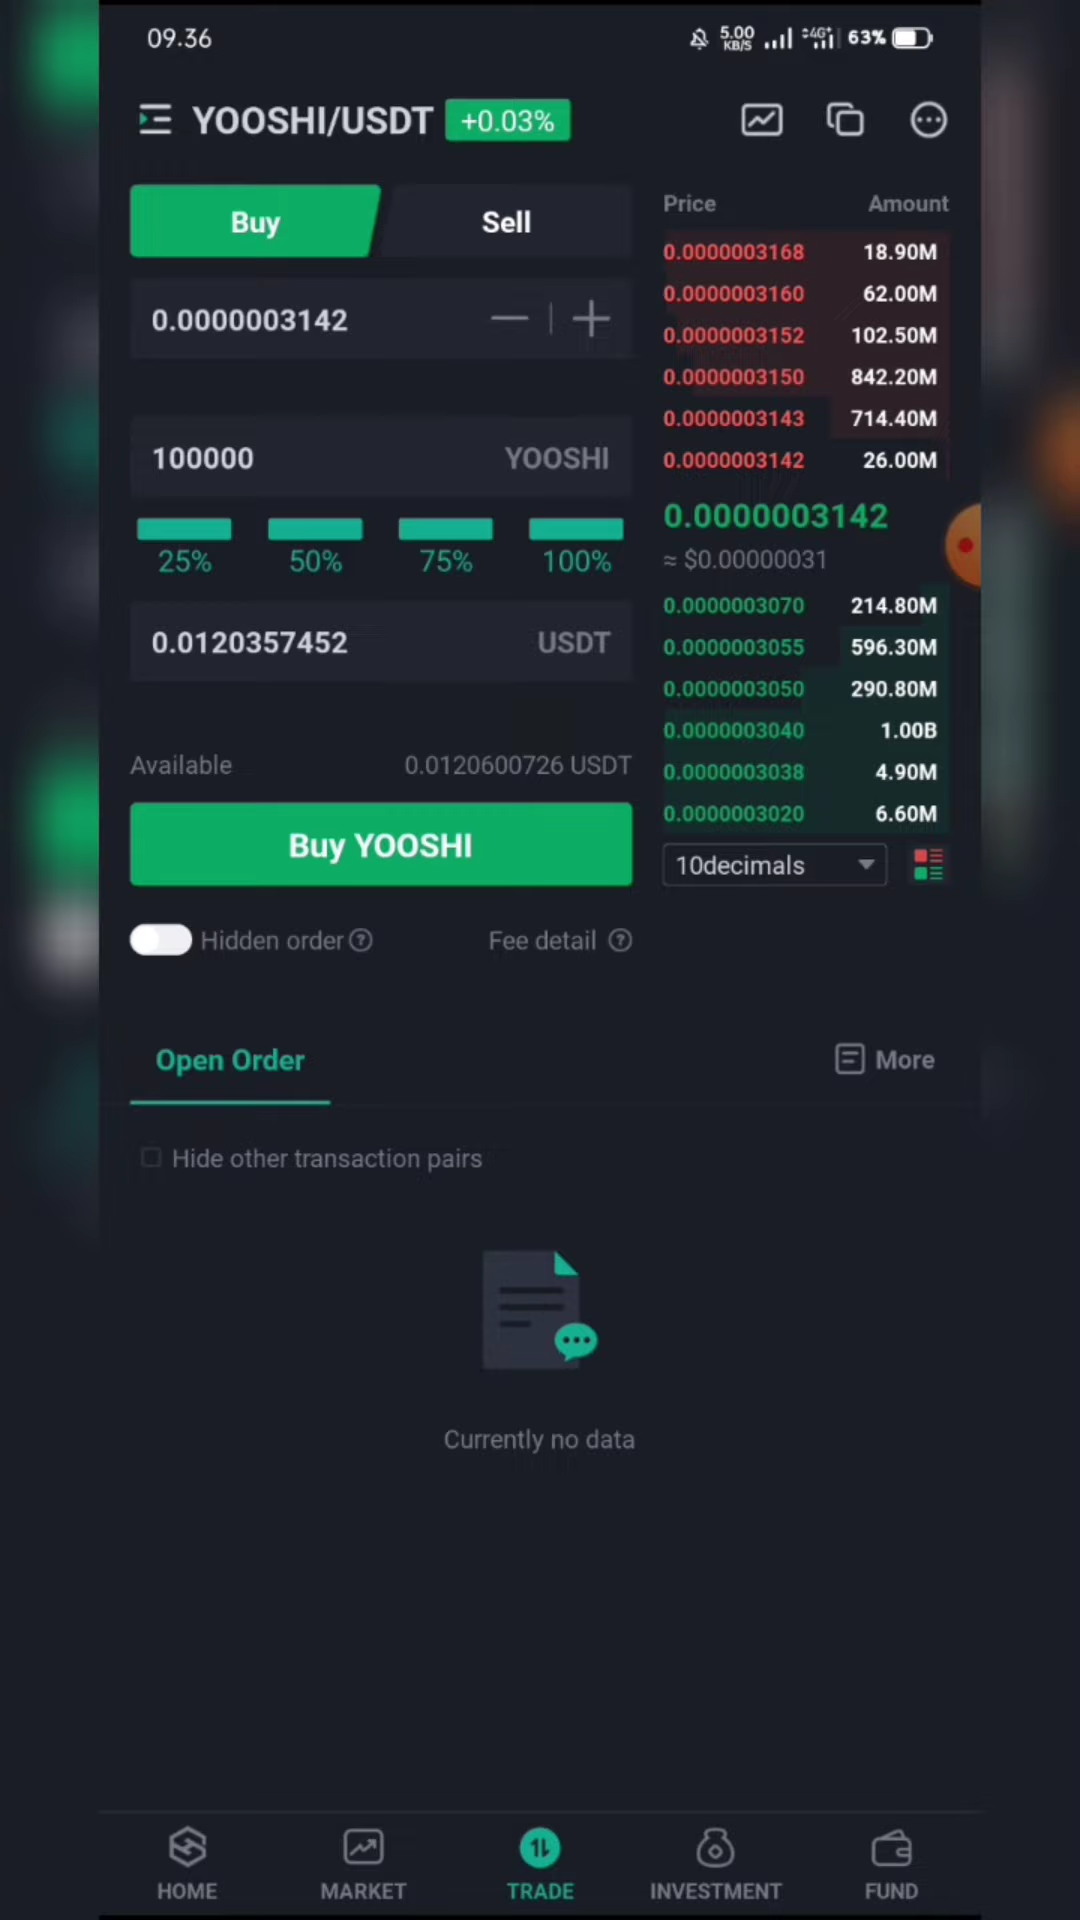 09.36
5.00 KB/S 4G+ 63%
YOOSHI/USDT +0.03%
Buy Sell
0.0000003142
100000 YOOSHI
25% 50% 75% 100%
0.0120357452 USDT
Available 0.0120600726 USDT
Buy YOOSHI
Hidden order ? Fee detail ?
Price Amount
0.0000003168 18.90M
0.0000003160 62.00M
0.0000003152 102.50M
0.0000003150 842.20M
0.0000003143 714.40M
0.0000003142 26.00M
0.0000003142
≈ $0.00000031
0.0000003070 214.80M
0.0000003055 596.30M
0.0000003050 290.80M
0.0000003040 1.00B
0.0000003038 4.90M
0.0000003020 6.60M
10decimals
Open Order More
Hide other transaction pairs
Currently no data
HOME MARKET TRADE INVESTMENT FUND